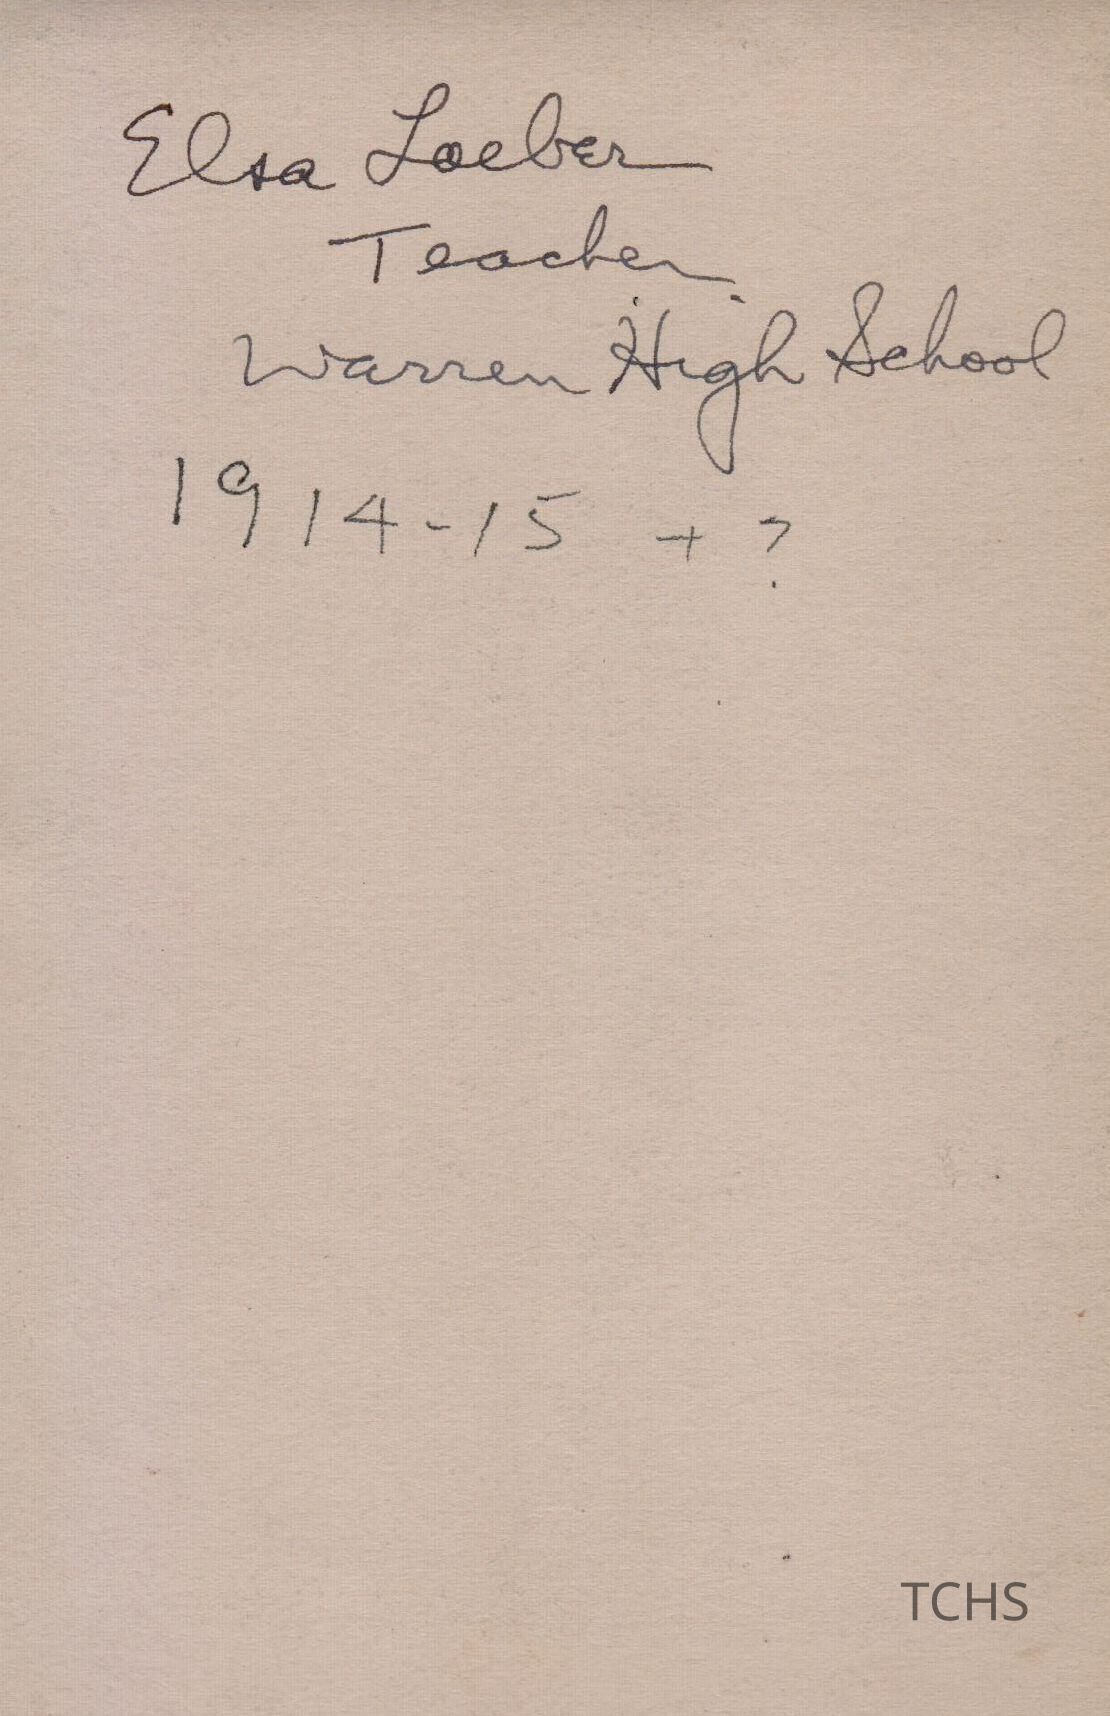 Elsa Loeber
Teacher
Warren High School
1914-15 + ?
TCHS